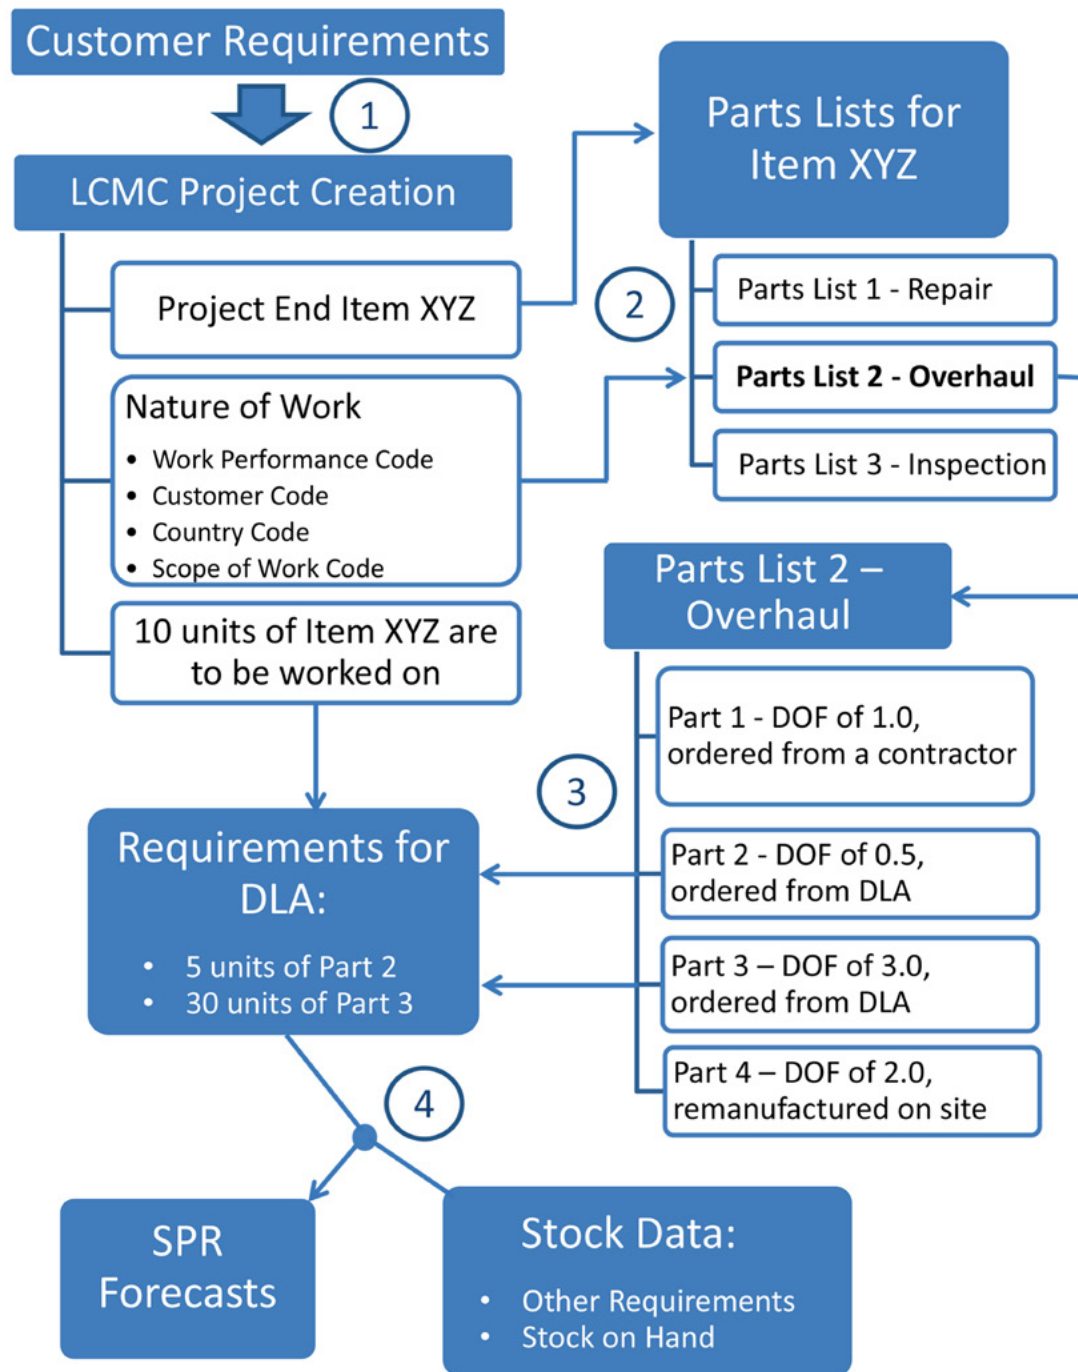 Customer Requirements
1
LCMC Project Creation
Project End Item XYZ
Nature of Work
• Work Performance Code
• Customer Code
• Country Code
• Scope of Work Code
10 units of Item XYZ are
to be worked on
Parts Lists for
Item XYZ
2
Parts List 1 - Repair
Parts List 2 - Overhaul
Parts List 3 - Inspection
Parts List 2 –
Overhaul
3
Part 1 - DOF of 1.0,
ordered from a contractor
Part 2 - DOF of 0.5,
ordered from DLA
Part 3 – DOF of 3.0,
ordered from DLA
Part 4 – DOF of 2.0,
remanufactured on site
Requirements for
DLA:
• 5 units of Part 2
• 30 units of Part 3
4
SPR
Forecasts
Stock Data:
• Other Requirements
• Stock on Hand